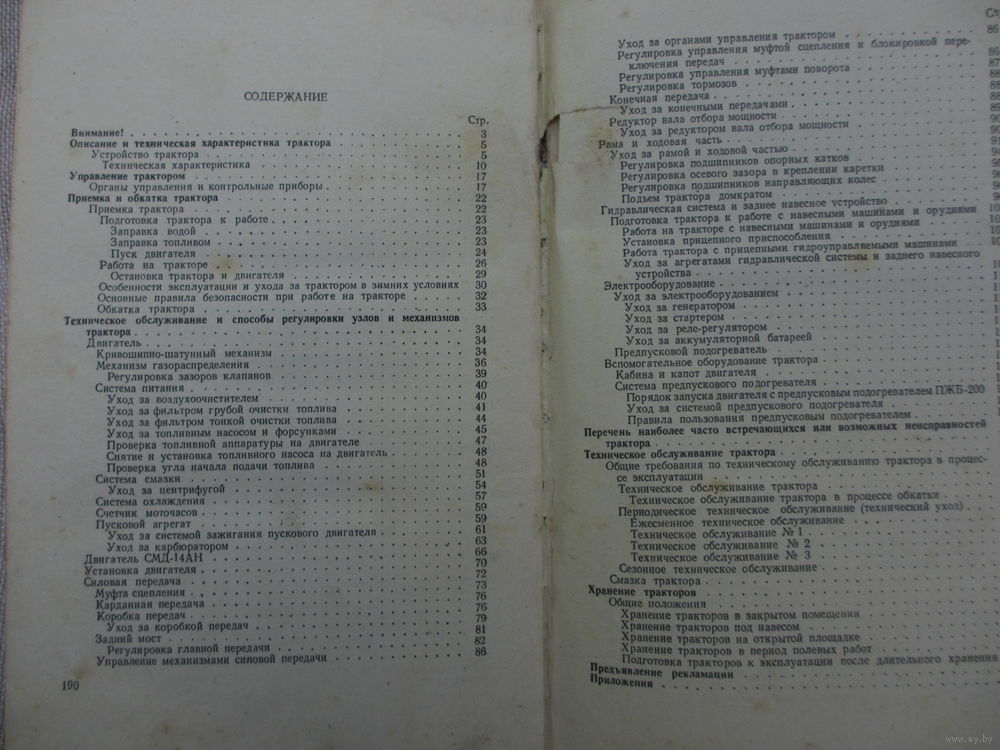 СОДЕРЖАНИЕ
Стр.
Внимание! 3
Описание и техническая характеристика трактора 5
Устройство трактора 5
Техническая характеристика 10
Управление трактором 17
Органы управления и контрольные приборы 17
Приемка и обкатка трактора 22
Приемка трактора 22
Подготовка трактора к работе 23
Заправка водой 23
Заправка топливом 23
Пуск двигателя 24
Работа на тракторе 26
Остановка трактора и двигателя 29
Особенности эксплуатации и ухода за трактором в зимних условиях 30
Основные правила безопасности при работе на тракторе 32
Обкатка трактора 33
Техническое обслуживание и способы регулировки узлов и механизмов
трактора 34
Двигатель 34
Кривошипно-шатунный механизм 34
Механизм газораспределения 36
Регулировка зазоров клапанов 39
Система питания 40
Уход за воздухоочистителем 40
Уход за фильтром грубой очистки топлива 41
Уход за фильтром тонкой очистки топлива 44
Уход за топливным насосом и форсунками 45
Проверка топливной аппаратуры на двигателе 47
Снятие и установка топливного насоса на двигатель 48
Проверка угла начала подачи топлива 48
Система смазки 51
Уход за центрифугой 54
Система охлаждения 57
Счетчик моточасов 59
Пусковой агрегат 59
Уход за системой зажигания пускового двигателя 61
Уход за карбюратором 63
Двигатель СМД-14АН 66
Установка двигателя 70
Силовая передача 72
Муфта сцепления 73
Карданная передача 76
Коробка передач 76
Уход за коробкой передач 79
Задний мост 81
Регулировка главной передачи 82
Управление механизмами силовой передачи 86
190
Уход за органами управления трактором 86
Регулировка управления муфтой сцепления и блокировкой пере-
ключения передач
Регулировка управления муфтами поворота
Регулировка тормозов
Конечная передача
Уход за конечными передачами
Редуктор вала отбора мощности
Уход за редуктором вала отбора мощности
Рама и ходовая часть
Уход за рамой и ходовой частью
Регулировка подшипников опорных катков
Регулировка осевого зазора в креплении каретки
Регулировка подшипников направляющих колес
Подъем трактора домкратом
Гидравлическая система и заднее навесное устройство
Подготовка трактора к работе с навесными машинами и орудиями
Работа на тракторе с навесными машинами и орудиями
Установка прицепного приспособления
Работа трактора с прицепными гидроуправляемыми машинами
Уход за агрегатами гидравлической системы и заднего навесного
устройства
Электрооборудование
Уход за электрооборудованием
Уход за генератором
Уход за стартером
Уход за реле-регулятором
Уход за аккумуляторной батареей
Предпусковой подогреватель
Вспомогательное оборудование трактора
Кабина и капот двигателя
Система предпускового подогревателя
Порядок запуска двигателя с предпусковым подогревателем ПЖБ-200
Уход за системой предпускового подогревателя
Правила пользования предпусковым подогревателем
Перечень наиболее часто встречающихся или возможных неисправностей
трактора
Техническое обслуживание трактора
Общие требования по техническому обслуживанию трактора в процес-
се эксплуатации
Техническое обслуживание трактора
Техническое обслуживание трактора в процессе обкатки
Периодическое техническое обслуживание (технический уход)
Ежесменное техническое обслуживание
Техническое обслуживание № 1
Техническое обслуживание № 2
Техническое обслуживание № 3
Сезонное техническое обслуживание
Смазка трактора
Хранение тракторов
Общие положения
Хранение тракторов в закрытом помещении
Хранение тракторов под навесом
Хранение тракторов на открытой площадке
Хранение тракторов в период полевых работ
Подготовка тракторов к эксплуатации после длительного хранения
Предъявление рекламации
Приложения
www.ay.by